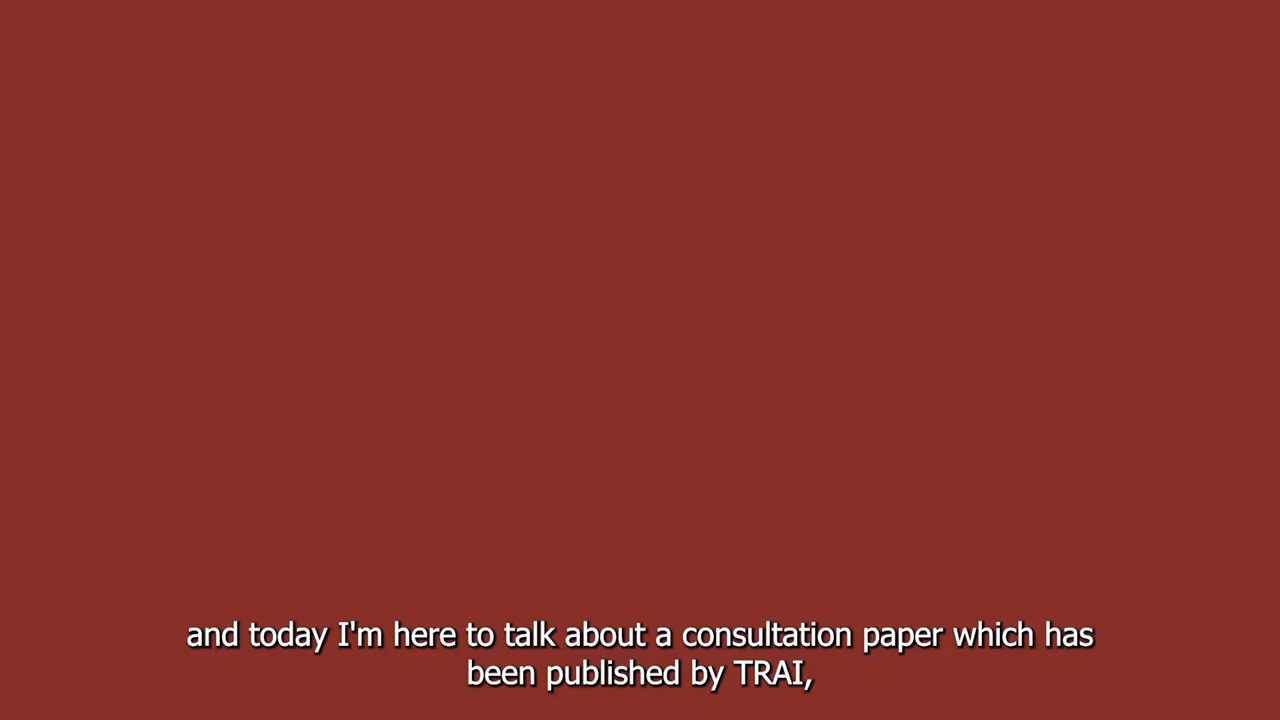 and today I'm here to talk about a consultation paper which has
been published by TRAI,